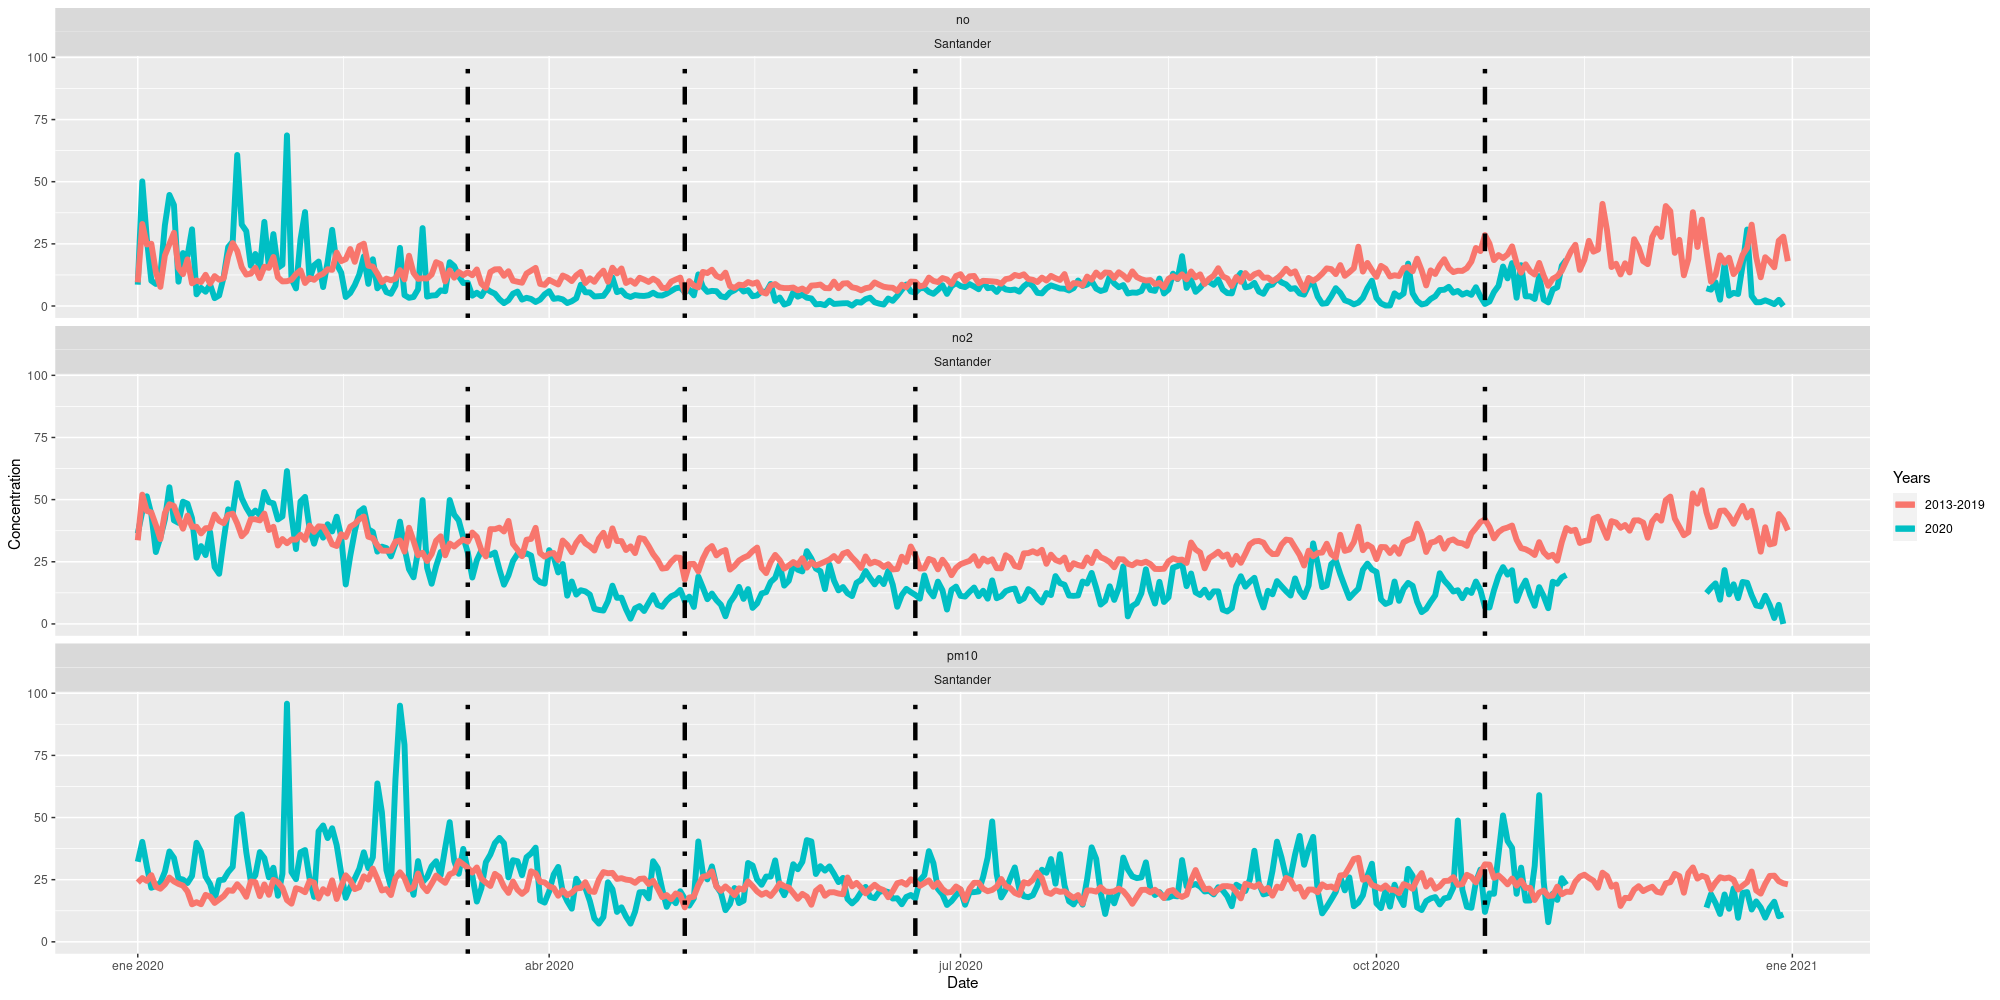 no
Santander
100
75
50
25
0
no2
Santander
100
75
50
25
0
pm10
Santander
100
75
50
25
0
ene 2020
abr 2020
jul 2020
oct 2020
ene 2021
Date
Concentration
Years
2013-2019
2020